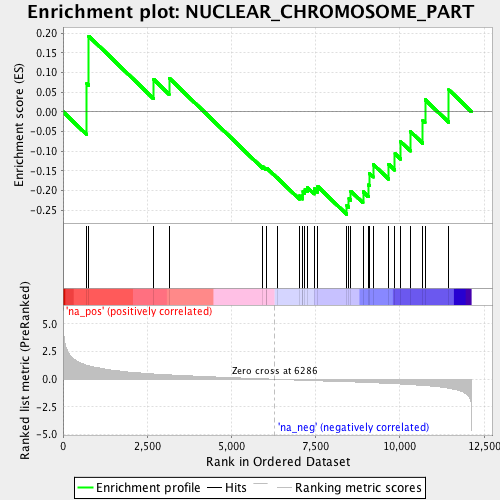 Enrichment plot: NUCLEAR_CHROMOSOME_PART
Enrichment score (ES)
0.20
0.15
0.10
0.05
0.00
-0.05
-0.10
-0.15
-0.20
-0.25
'na_pos' (positively correlated)
Ranked list metric (PreRanked)
5.0
2.5
0.0
-2.5
-5.0
Zero cross at 6286
'na_neg' (negatively correlated)
0
2,500
5,000
7,500
10,000
12,500
Rank in Ordered Dataset
Enrichment profile
Hits
Ranking metric scores